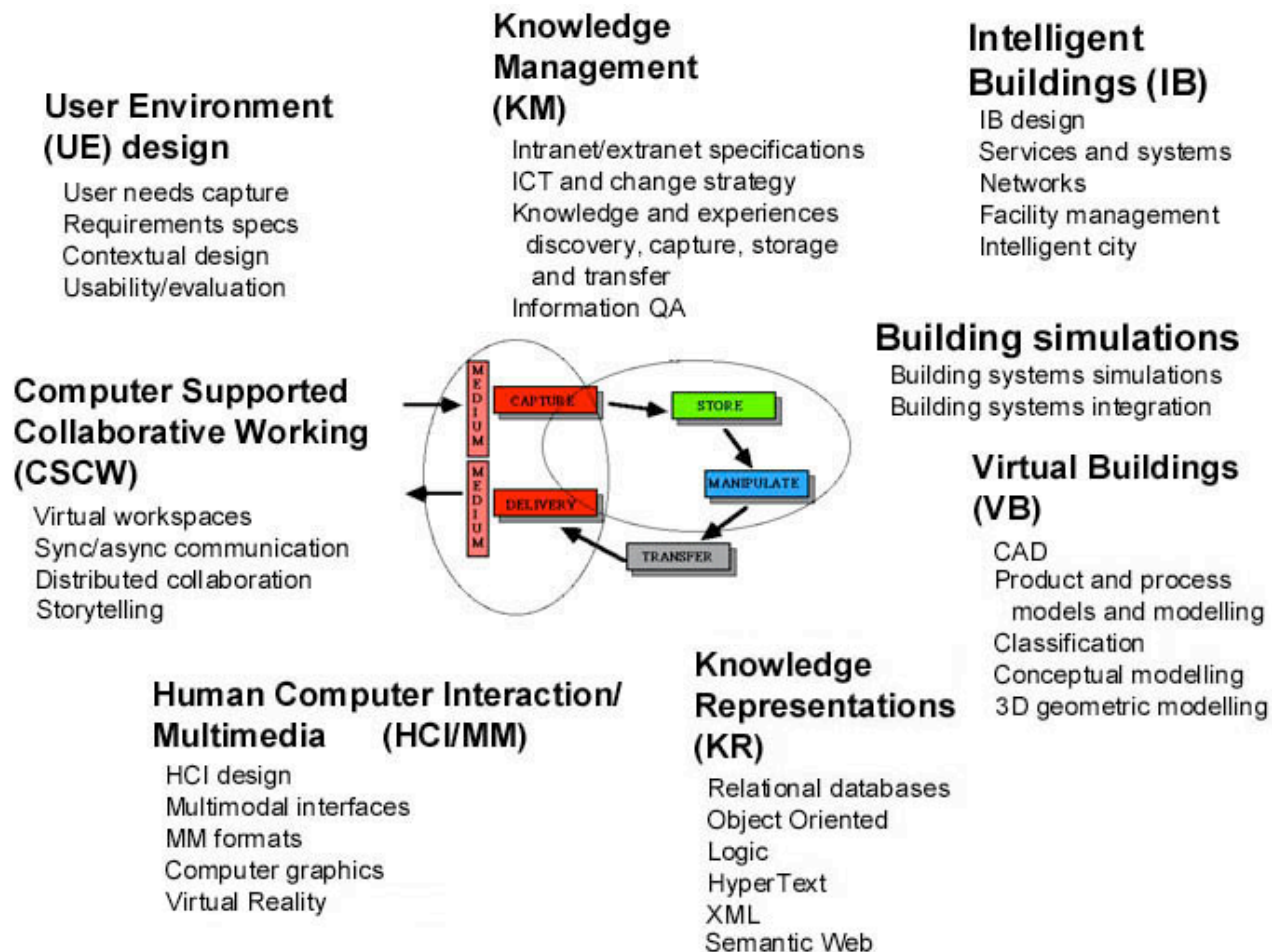 User Environment
(UE) design
User needs capture
Requirements specs
Contextual design
Usability/evaluation
Knowledge
Management
(KM)
Intranet/extranet specifications
ICT and change strategy
Knowledge and experiences
discovery, capture, storage
and transfer
Information QA
Intelligent
Buildings (IB)
IB design
Services and systems
Networks
Facility management
Intelligent city
Building simulations
Building systems simulations
Building systems integration
Computer Supported
Collaborative Working
(CSCW)
Virtual workspaces
Sync/async communication
Distributed collaboration
Storytelling
MEDIUM
CAPTURE
STORE
MANIPULATE
MEDIUM
DELIVERY
TRANSFER
Virtual Buildings
(VB)
CAD
Product and process
models and modelling
Classification
Conceptual modelling
3D geometric modelling
Human Computer Interaction/
Multimedia (HCI/MM)
HCI design
Multimodal interfaces
MM formats
Computer graphics
Virtual Reality
Knowledge
Representations
(KR)
Relational databases
Object Oriented
Logic
HyperText
XML
Semantic Web